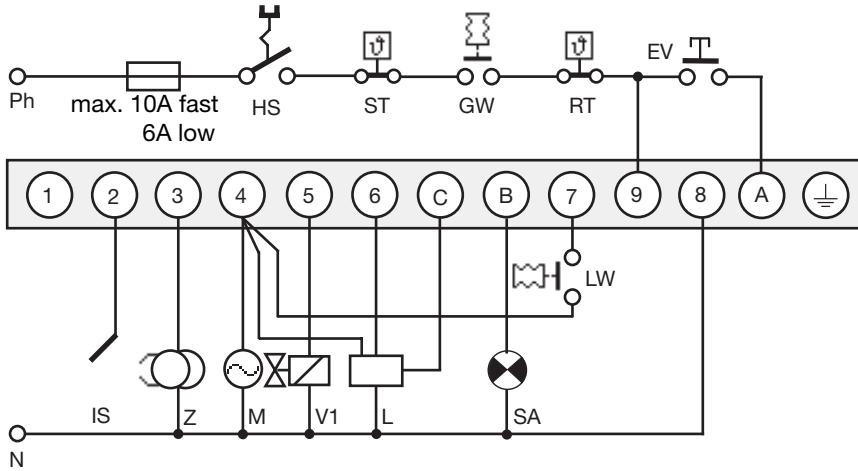 ϑ
ϑ
EV
Ph
max. 10A fast
6A low
HS
ST
GW
RT
1 2 3 4 5 6 C B 7 9 8 A
LW
IS
Z
M
V1
L
SA
N